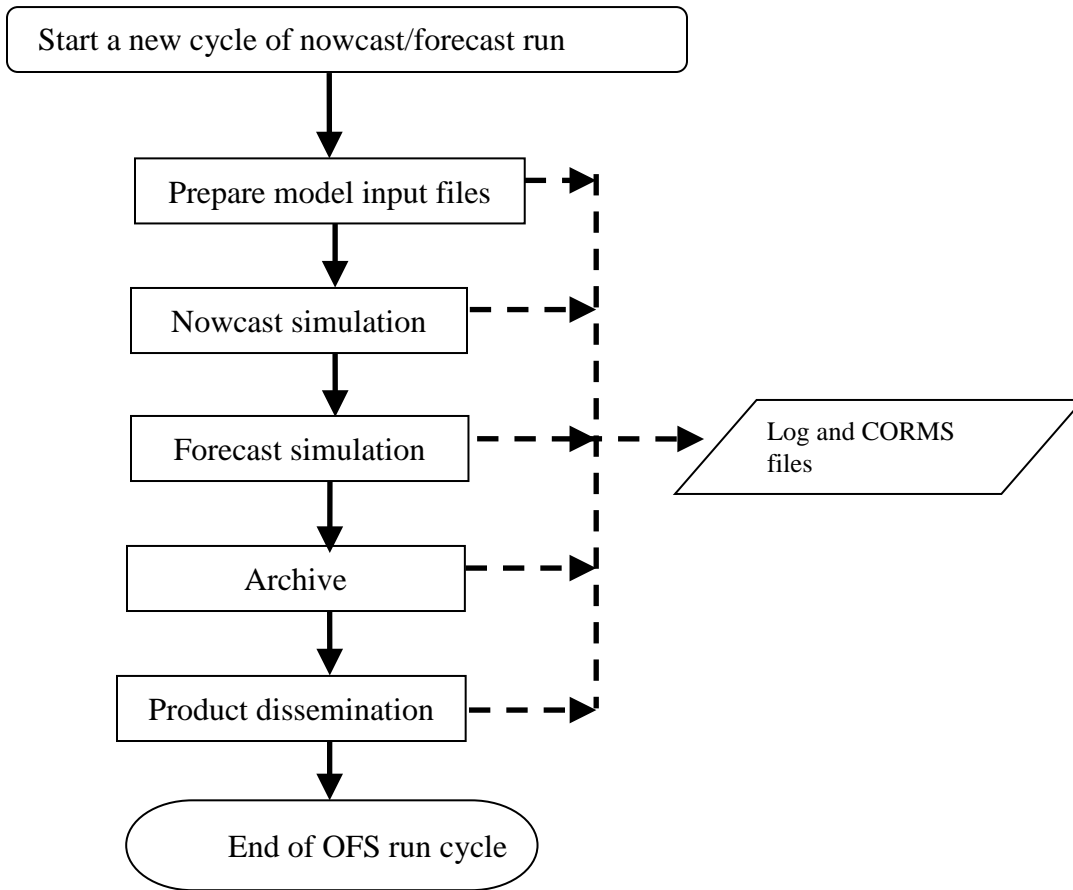 Start a new cycle of nowcast/forecast run
Prepare model input files
Nowcast simulation
Forecast simulation
Log and CORMS
files
Archive
Product dissemination
End of OFS run cycle